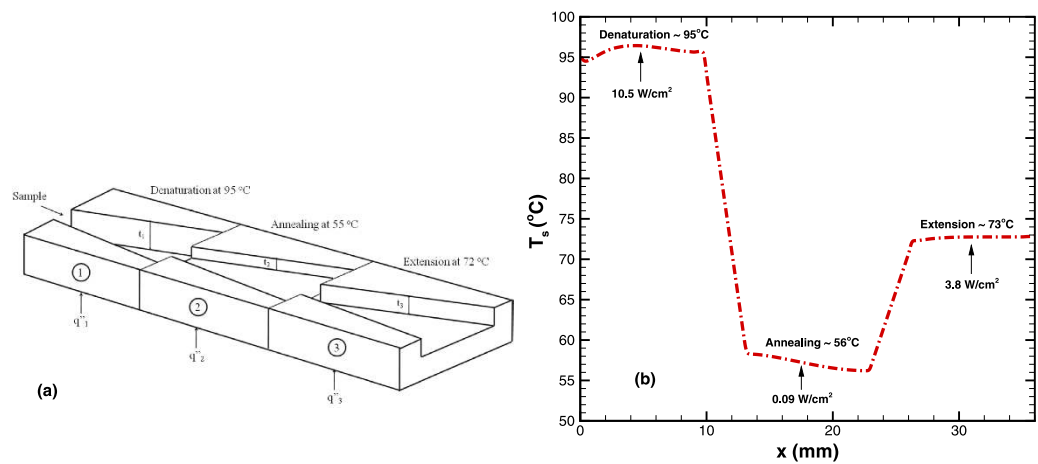 Denaturation at 95 °C
Sample
Annealing at 55 °C
t₁
t₂
Extension at 72 °C
t₃
1
2
3
q"₁
q"₂
q"₃
(a)
100
95
90
85
80
75
70
65
60
55
50
Tₛ (°C)
Denaturation ~ 95°C
10.5 W/cm²
Extension ~ 73°C
3.8 W/cm²
Annealing ~ 56°C
0.09 W/cm²
(b)
0 10 20 30
x (mm)